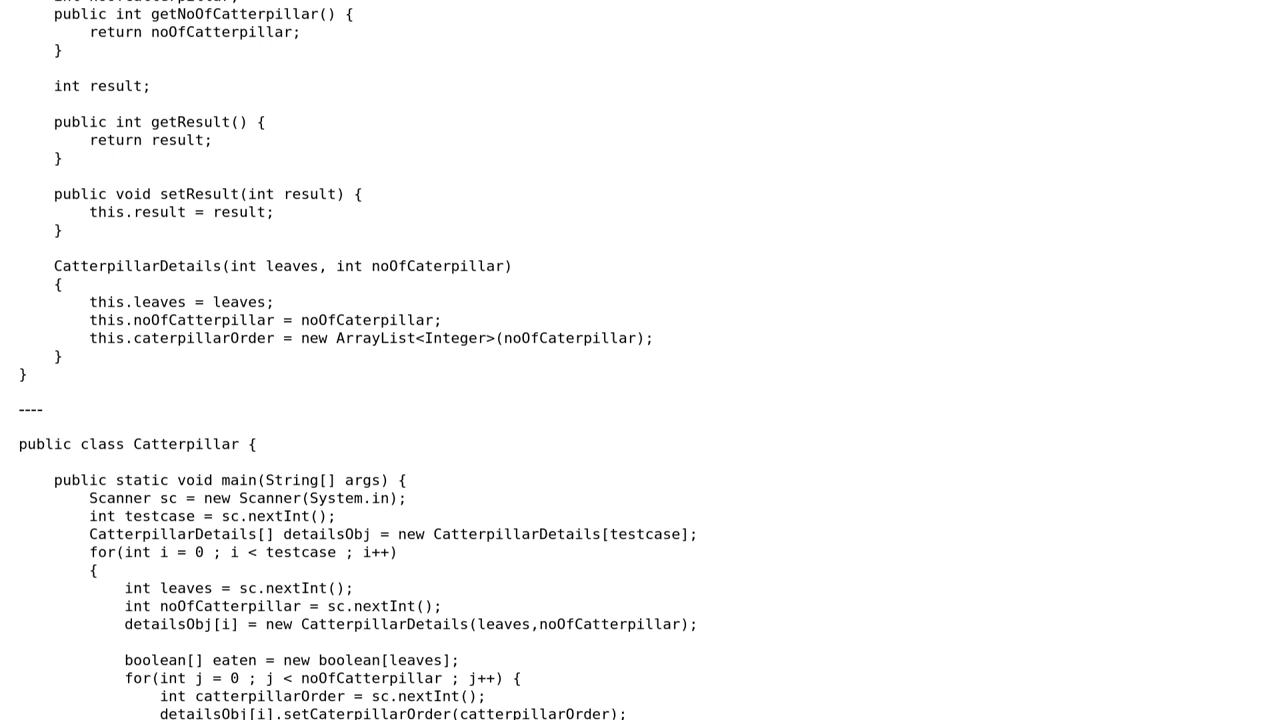 public int getNoOfCatterpillar() {
return noOfCatterpillar;
}
int result;
public int getResult() {
return result;
}
public void setResult(int result) {
this.result = result;
}
CatterpillarDetails(int leaves, int noOfCaterpillar)
{
this.leaves = leaves;
this.noOfCatterpillar = noOfCaterpillar;
this.caterpillarOrder = new ArrayList<Integer>(noOfCaterpillar);
}
}
----
public class Catterpillar {
public static void main(String[] args) {
Scanner sc = new Scanner(System.in);
int testcase = sc.nextInt();
CatterpillarDetails[] detailsObj = new CatterpillarDetails[testcase];
for(int i = 0 ; i < testcase ; i++)
{
int leaves = sc.nextInt();
int noOfCatterpillar = sc.nextInt();
detailsObj[i] = new CatterpillarDetails(leaves,noOfCatterpillar);
boolean[] eaten = new boolean[leaves];
for(int j = 0 ; j < noOfCatterpillar ; j++) {
int catterpillarOrder = sc.nextInt();
detailsObj[i].setCaterpillarOrder(catterpillarOrder);